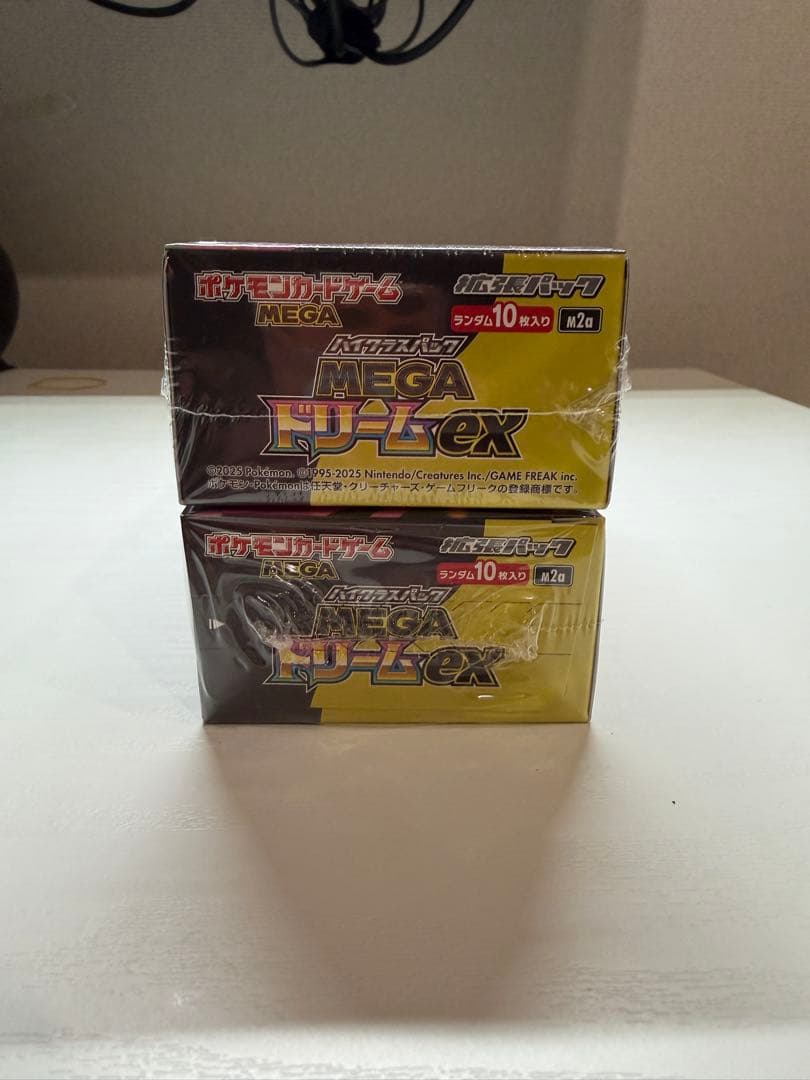 ポケモンカードゲーム 拡張パック
MEGA ランダム10枚入り M2a
ハイクラスパック
MEGA
ドリームex
©2025 Pokémon. ©1995-2025 Nintendo/Creatures Inc./GAME FREAK inc.
ポケモン・Pokémonは任天堂・クリーチャーズ・ゲームフリークの登録商標です。
ポケモンカードゲーム 拡張パック
MEGA ランダム10枚入り M2a
ハイクラスパック
MEGA
ドリームex